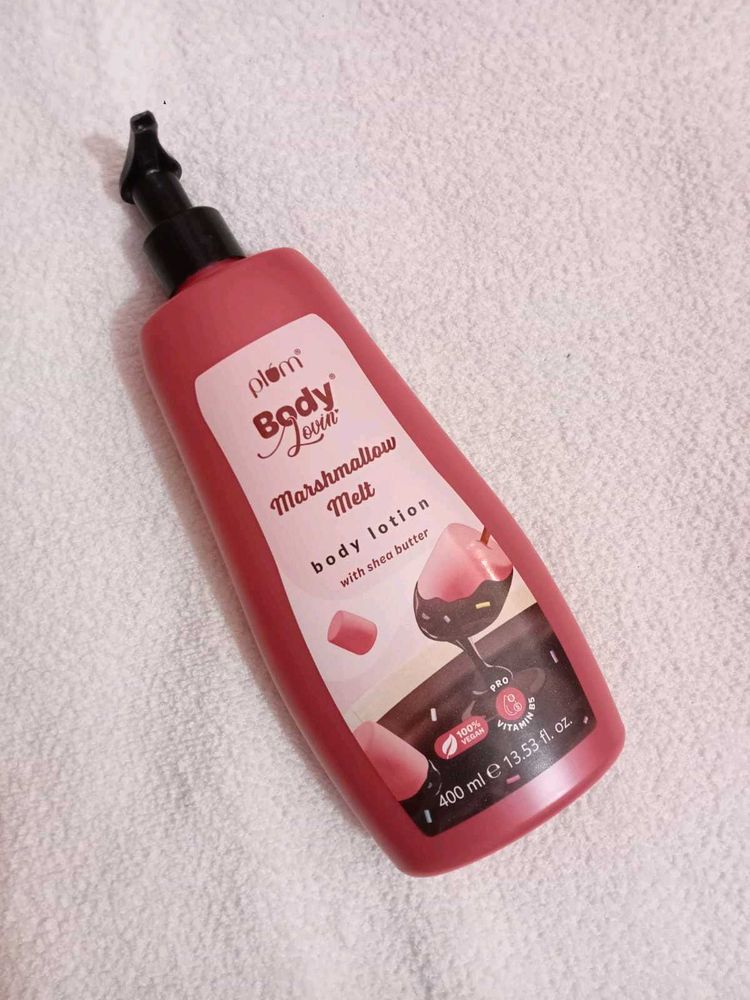 plum®
Body®
Lovin'
Marshmallow
Melt
body lotion
with shea butter
PRO
VITAMIN B5
100%
VEGAN
400 ml ℮ 13.53 fl. oz.